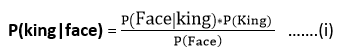 P(king|face) = P(Face|king)*P(King) / P(Face) .......(i)